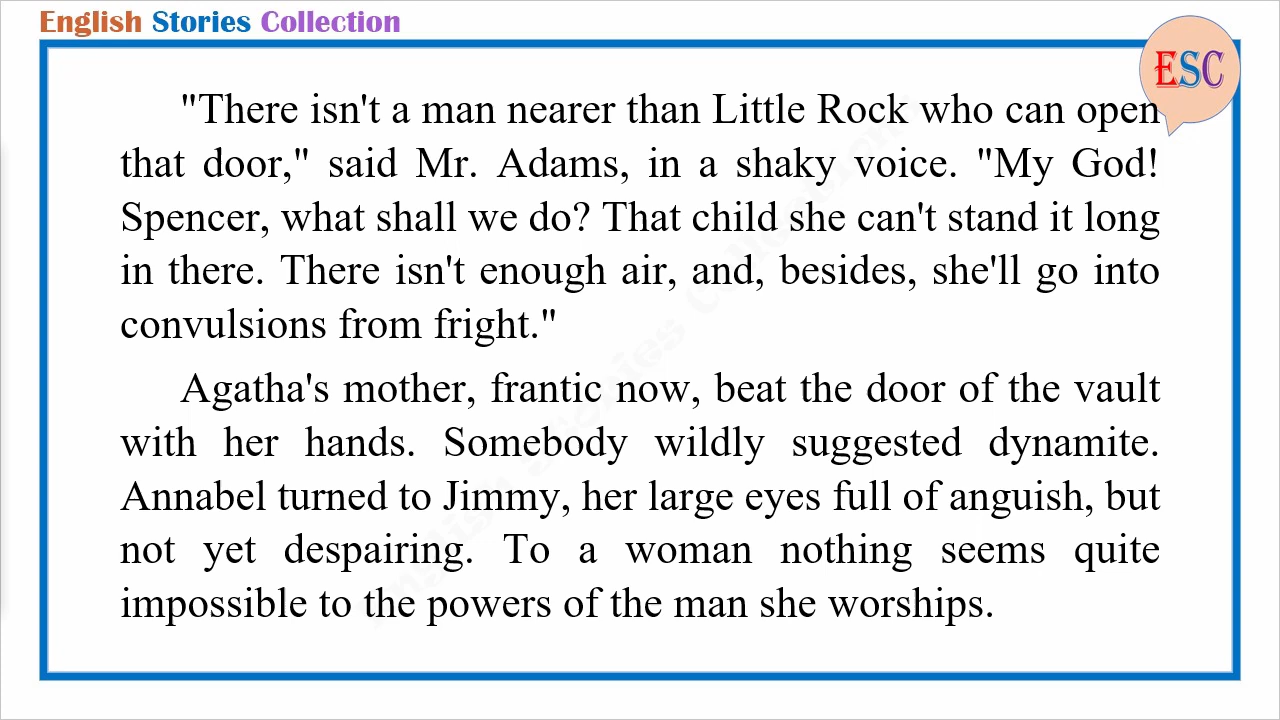 English Stories Collection
ESC
"There isn't a man nearer than Little Rock who can open
that door," said Mr. Adams, in a shaky voice. "My God!
Spencer, what shall we do? That child she can't stand it long
in there. There isn't enough air, and, besides, she'll go into
convulsions from fright."
Agatha's mother, frantic now, beat the door of the vault
with her hands. Somebody wildly suggested dynamite.
Annabel turned to Jimmy, her large eyes full of anguish, but
not yet despairing. To a woman nothing seems quite
impossible to the powers of the man she worships.